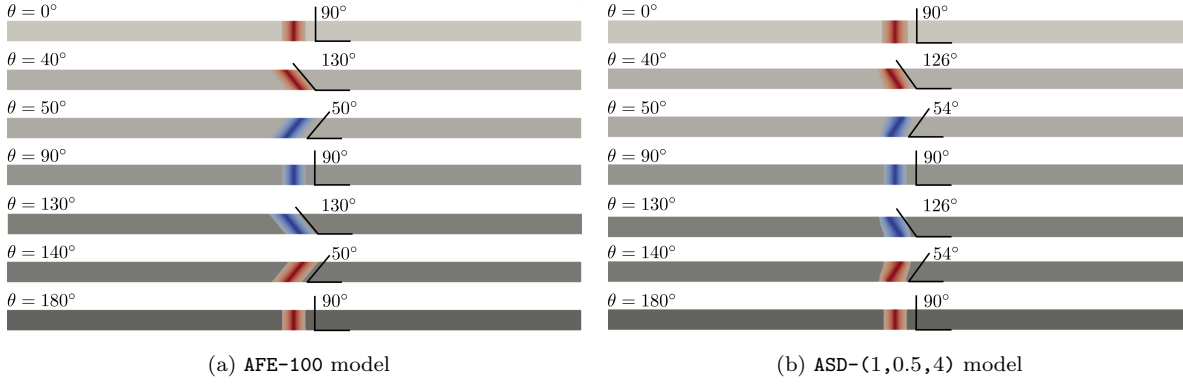 θ = 0°
90°
θ = 40°
130°
θ = 50°
50°
θ = 90°
90°
θ = 130°
130°
θ = 140°
50°
θ = 180°
90°
(a) AFE-100 model
θ = 0°
90°
θ = 40°
126°
θ = 50°
54°
θ = 90°
90°
θ = 130°
126°
θ = 140°
54°
θ = 180°
90°
(b) ASD-(1,0.5,4) model